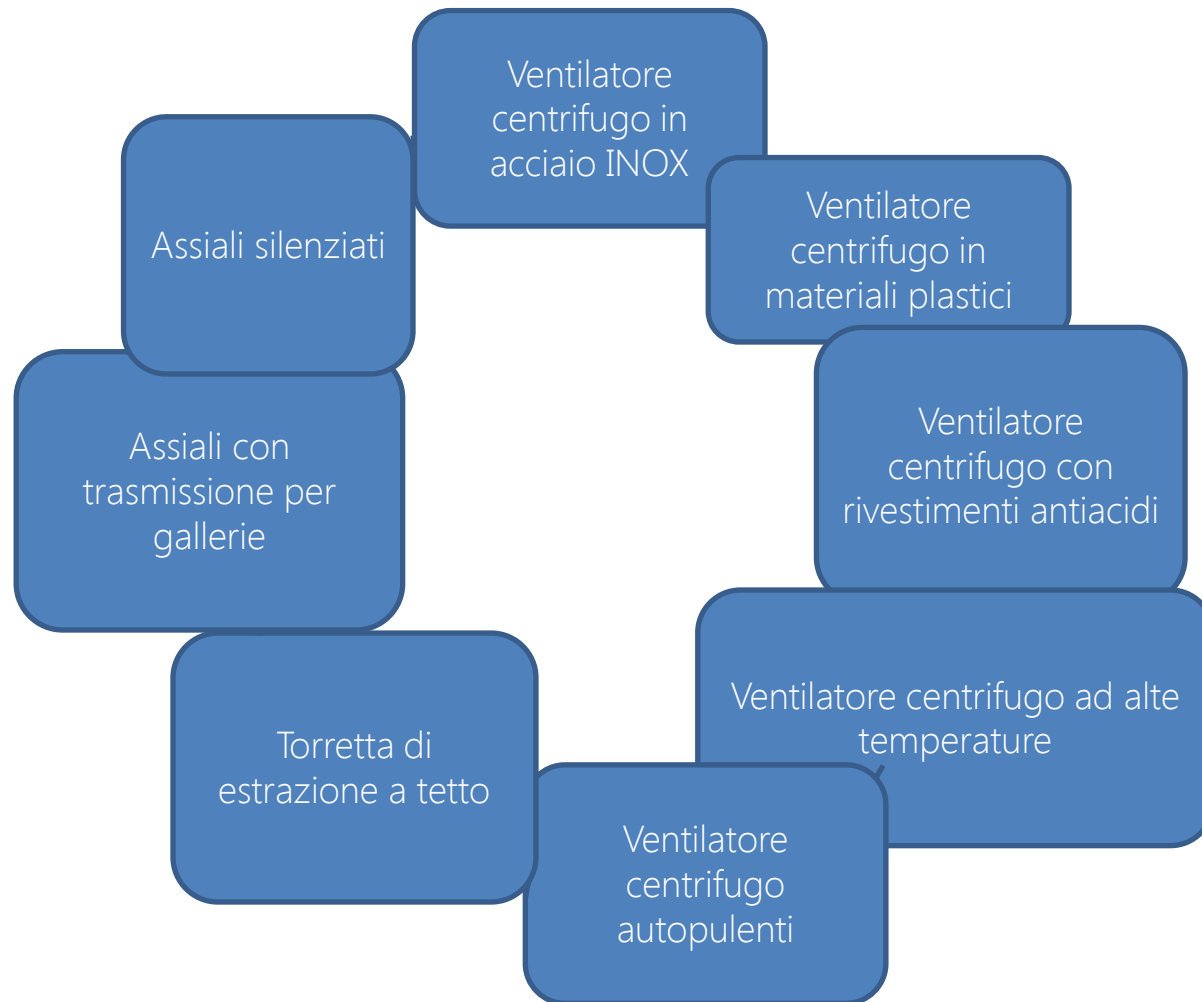 Ventilatore
centrifugo in
acciaio INOX
Ventilatore
centrifugo in
materiali plastici
Ventilatore
centrifugo con
rivestimenti antiacidi
Ventilatore centrifugo ad alte
temperature
Ventilatore
centrifugo
autopulenti
Torretta di
estrazione a tetto
Assiali con
trasmissione per
gallerie
Assiali silenziati